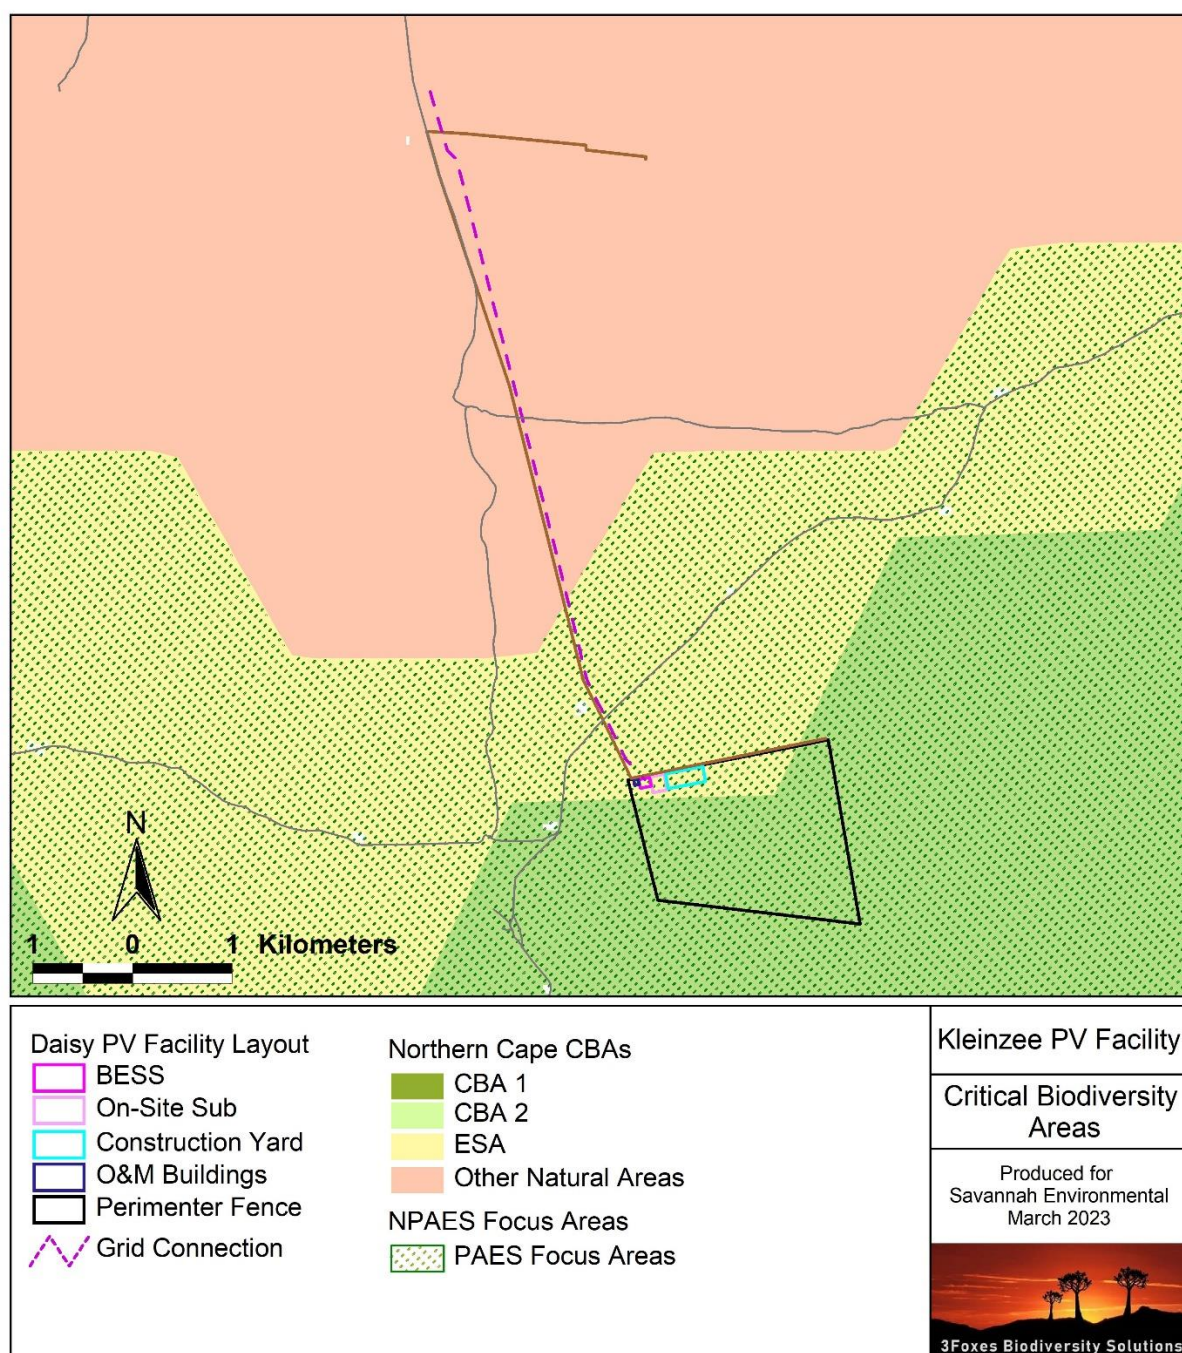 N
1 0 1 Kilometers
Daisy PV Facility Layout
BESS
On-Site Sub
Construction Yard
O&M Buildings
Perimenter Fence
Grid Connection
Northern Cape CBAs
CBA 1
CBA 2
ESA
Other Natural Areas
NPAES Focus Areas
PAES Focus Areas
Kleinzee PV Facility
Critical Biodiversity
Areas
Produced for
Savannah Environmental
March 2023
3Foxes Biodiversity Solutions